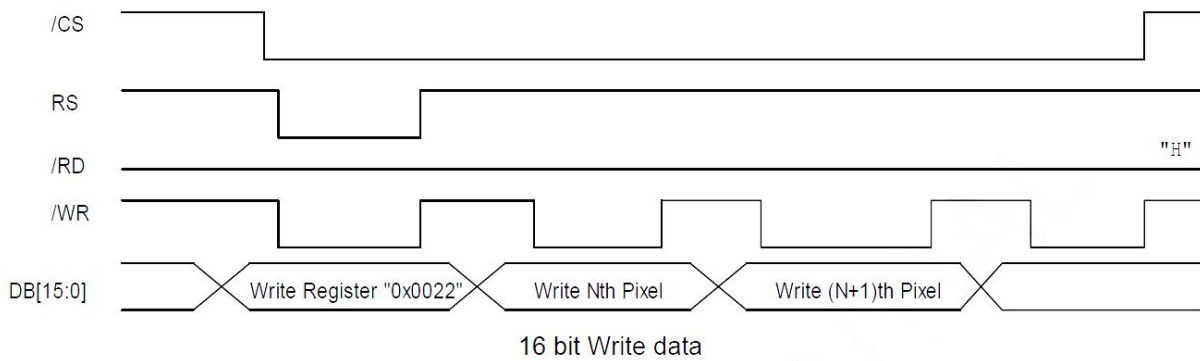 /CS
RS
/RD
"H"
/WR
DB[15:0]
Write Register "0x0022"
Write Nth Pixel
Write (N+1)th Pixel
16 bit Write data